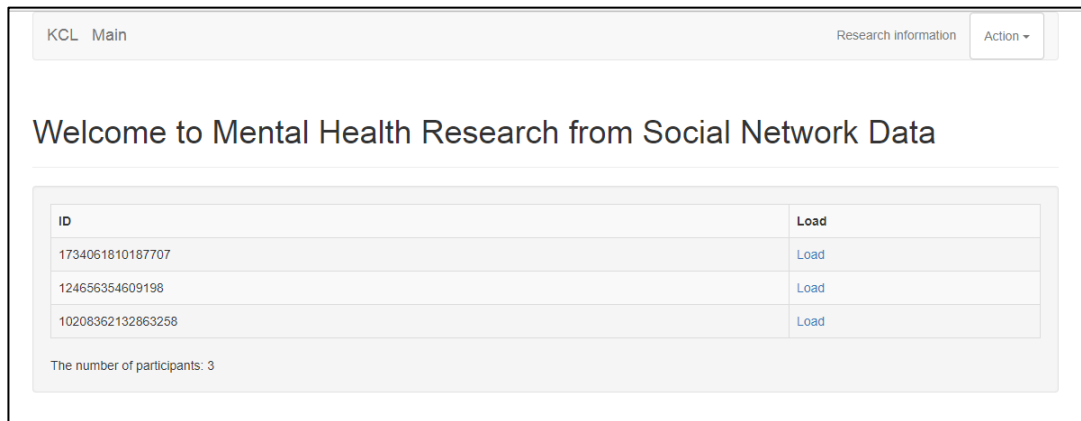 KCL Main Research information Action
Welcome to Mental Health Research from Social Network Data
ID Load
1734061810187707 Load
124656354609198 Load
10208362132863258 Load
The number of participants: 3